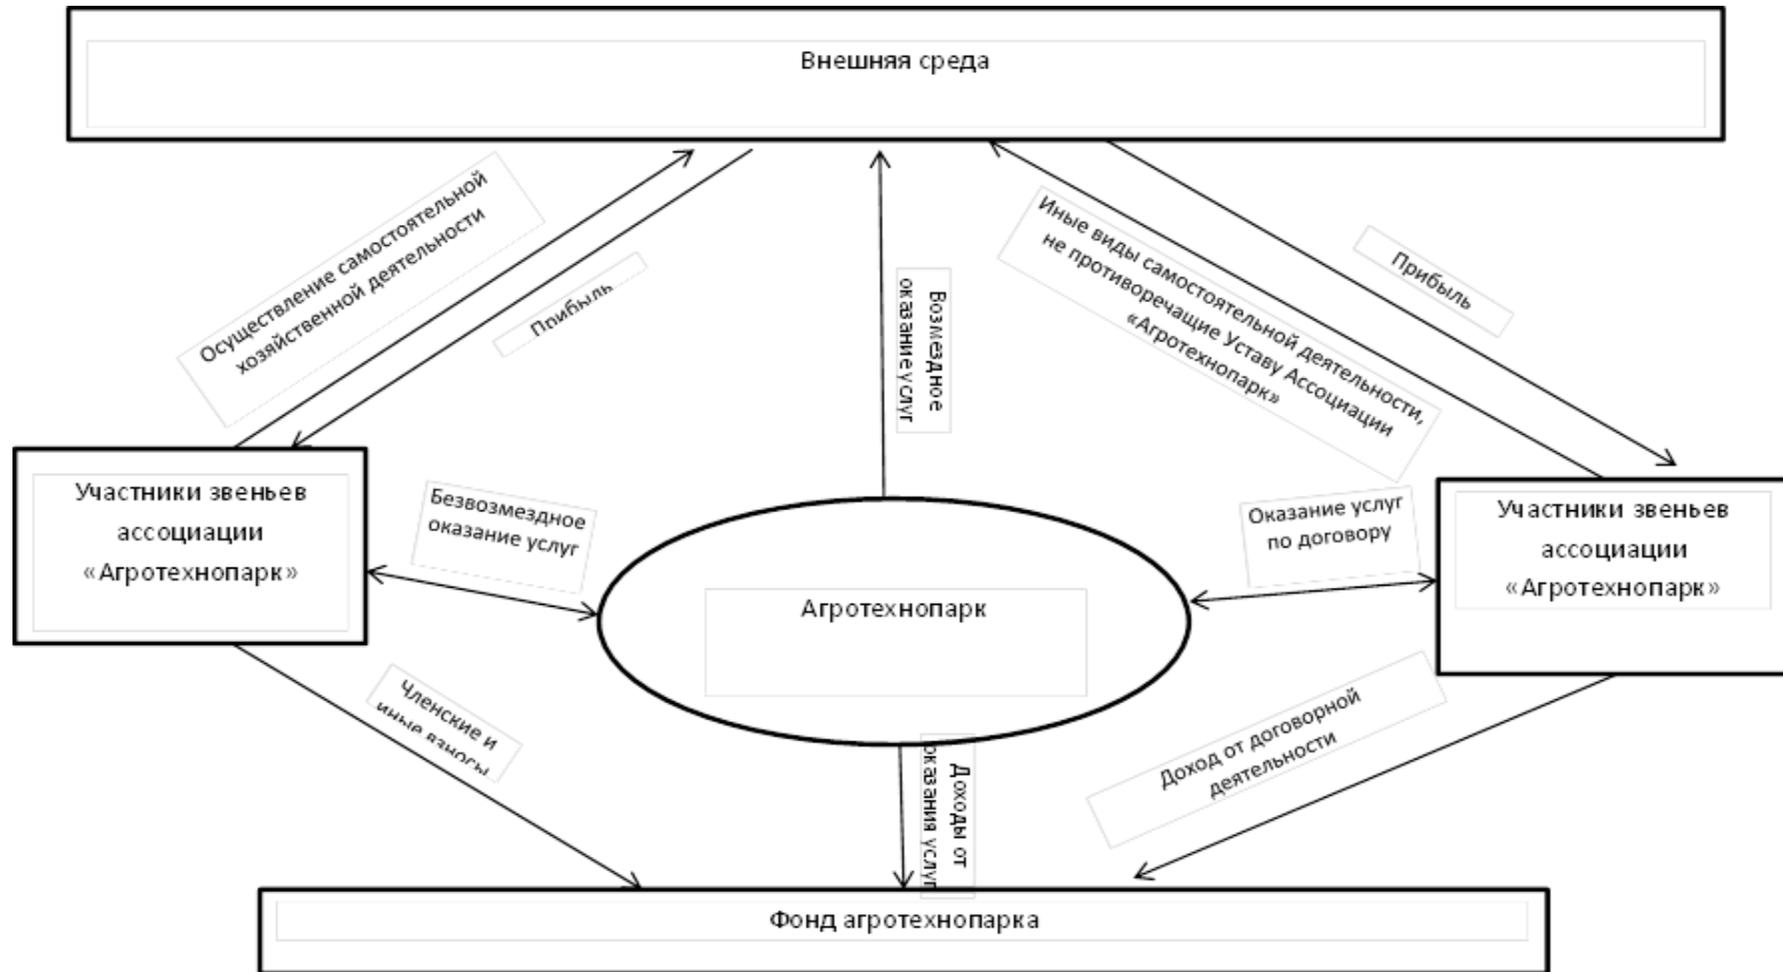 Внешняя среда
Осуществление самостоятельной
хозяйственной деятельности
Прибыль
Возмездное
оказание услуг
Иные виды самостоятельной деятельности,
не противоречащие Уставу Ассоциации
«Агротехнопарк»
Прибыль
Участники звеньев
ассоциации
«Агротехнопарк»
Безвозмездное
оказание услуг
Агротехнопарк
Оказание услуг
по договору
Участники звеньев
ассоциации
«Агротехнопарк»
Членские и
иные взносы
Доходы от
оказания услуг
Доход от договорной
деятельности
Фонд агротехнопарка